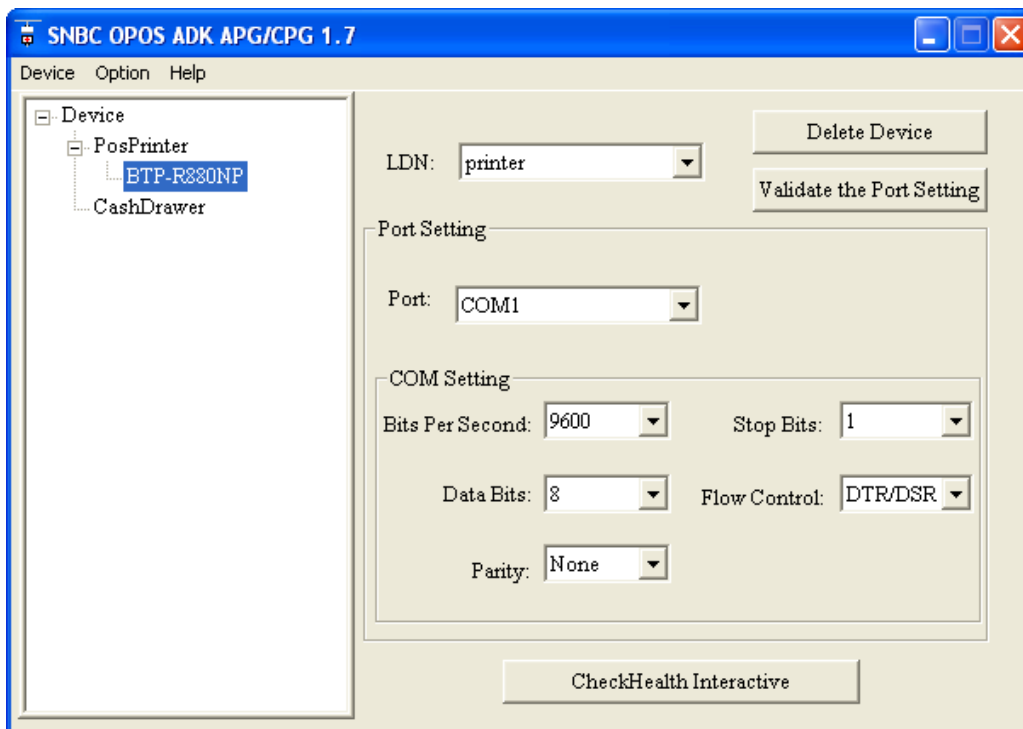 SNBC OPOS ADK APG/CPG 1.7
Device Option Help
Device
PosPrinter
BTP-R880NP
CashDrawer
LDN: printer
Delete Device
Validate the Port Setting
Port Setting
Port: COM1
COM Setting
Bits Per Second: 9600 Stop Bits: 1
Data Bits: 8 Flow Control: DTR/DSR
Parity: None
CheckHealth Interactive